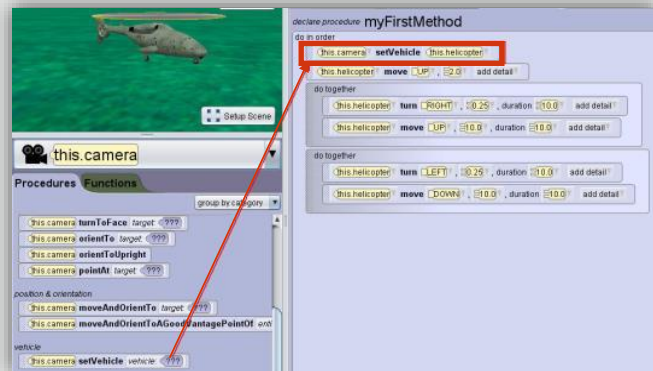 Setup Scene
this.camera
Procedures Functions
group by category
this.camera turnToFace target: ???
this.camera orientTo target: ???
this.camera orientToUpright
this.camera pointAt target: ???
position & orientation
this.camera moveAndOrientTo target: ???
this.camera moveAndOrientToAGoodVantagePointOf enti
vehicle
this.camera setVehicle vehicle: ???
declare procedure myFirstMethod
do in order
this.camera setVehicle this.helicopter
this.helicopter move UP , 2.0 add detail
do together
this.helicopter turn RIGHT , 0.25 , duration 10.0 add detail
this.helicopter move UP , 10.0 , duration 10.0 add detail
do together
this.helicopter turn LEFT , 0.25 , duration 10.0 add detail
this.helicopter move DOWN , 10.0 , duration 10.0 add detail